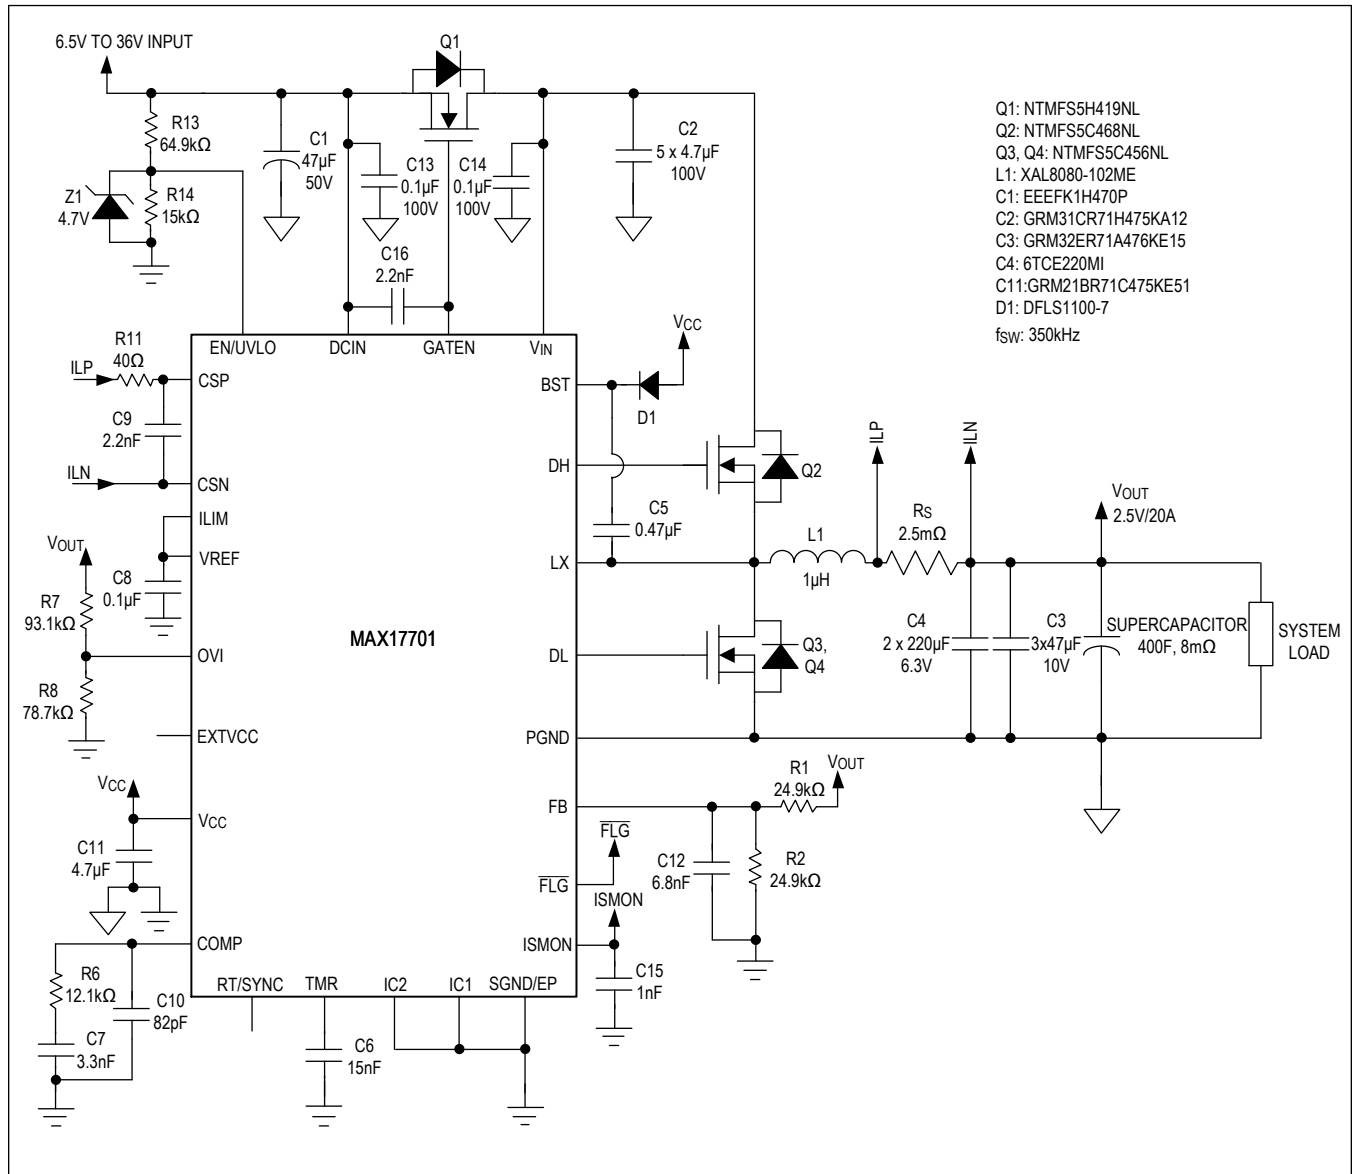 6.5V TO 36V INPUT
Q1
R13
64.9kΩ
C1
47µF
50V
C13
0.1µF
100V
C14
0.1µF
100V
C2
5 x 4.7µF
100V
Z1
4.7V
R14
15kΩ
C16
2.2nF
Q1: NTMFS5H419NL
Q2: NTMFS5C468NL
Q3, Q4: NTMFS5C456NL
L1: XAL8080-102ME
C1: EEEFK1H470P
C2: GRM31CR71H475KA12
C3: GRM32ER71A476KE15
C4: 6TCE220MI
C11:GRM21BR71C475KE51
D1: DFLS1100-7
fSW: 350kHz
EN/UVLO
DCIN
GATEN
VIN
VCC
R11
40Ω
ILP
CSP
BST
D1
C9
2.2nF
ILN
CSN
DH
Q2
ILP
ILN
ILIM
VREF
VOUT
C8
0.1µF
C5
0.47µF
LX
L1
1µH
RS
2.5mΩ
VOUT
2.5V/20A
R7
93.1kΩ
MAX17701
OVI
DL
Q3,
Q4
C4
2 x 220µF
6.3V
C3
3x47µF
10V
SUPERCAPACITOR
400F, 8mΩ
SYSTEM
LOAD
R8
78.7kΩ
EXTVCC
PGND
VCC
VCC
C11
4.7µF
FB
R1
24.9kΩ
VOUT
C12
6.8nF
R2
24.9kΩ
FLG
FLG
ISMON
ISMON
C15
1nF
COMP
R6
12.1kΩ
C10
82pF
C7
3.3nF
RT/SYNC
TMR
IC2
IC1
SGND/EP
C6
15nF